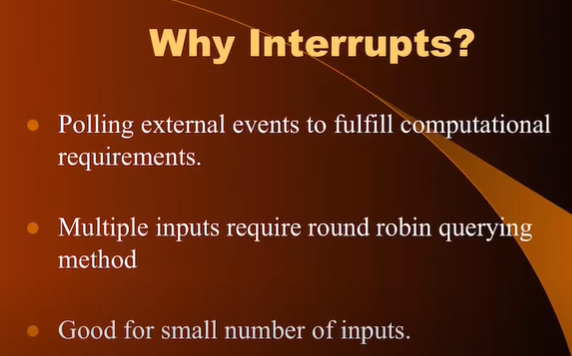 Why Interrupts?
Polling external events to fulfill computational
requirements.
Multiple inputs require round robin querying
method
Good for small number of inputs.